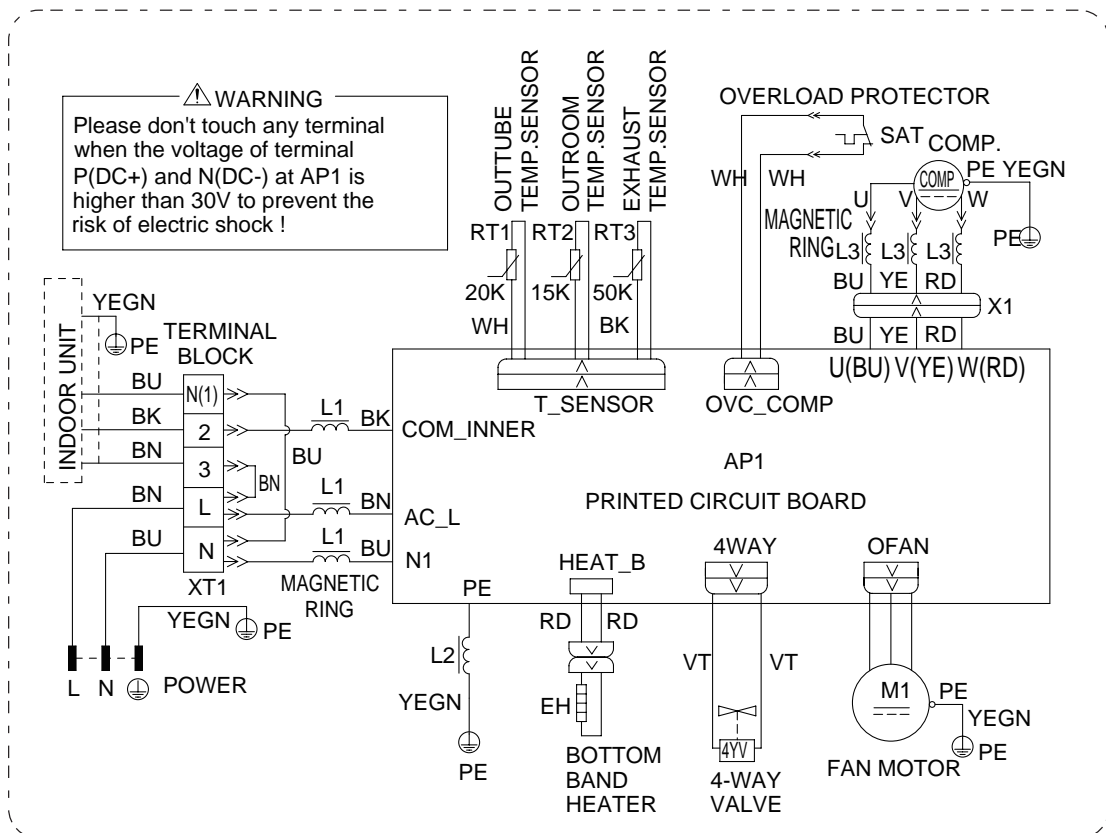 WARNING
Please don't touch any terminal
when the voltage of terminal
P(DC+) and N(DC-) at AP1 is
higher than 30V to prevent the
risk of electric shock !
OUTTUBE
TEMP.SENSOR
OUTROOM
TEMP.SENSOR
EXHAUST
TEMP.SENSOR
RT1
RT2
RT3
20K
15K
50K
WH
BK
T_SENSOR
OVERLOAD PROTECTOR
SAT
WH
WH
OVC_COMP
COMP.
COMP
PE YEGN
PE
U
V
W
MAGNETIC
RING
L3
L3
L3
BU
YE
RD
X1
BU
YE
RD
U(BU) V(YE) W(RD)
INDOOR UNIT
YEGN
PE
TERMINAL
BLOCK
BU
N(1)
BK
2
BN
3
BN
L
BU
N
XT1
BU
BN
L1
BK
COM_INNER
L1
BN
AC_L
L1
BU
N1
MAGNETIC
RING
AP1
PRINTED CIRCUIT BOARD
YEGN
PE
L
N
POWER
PE
L2
YEGN
PE
HEAT_B
RD
RD
EH
BOTTOM
BAND
HEATER
4WAY
VT
VT
4YV
4-WAY
VALVE
OFAN
M1
PE
YEGN
PE
FAN MOTOR